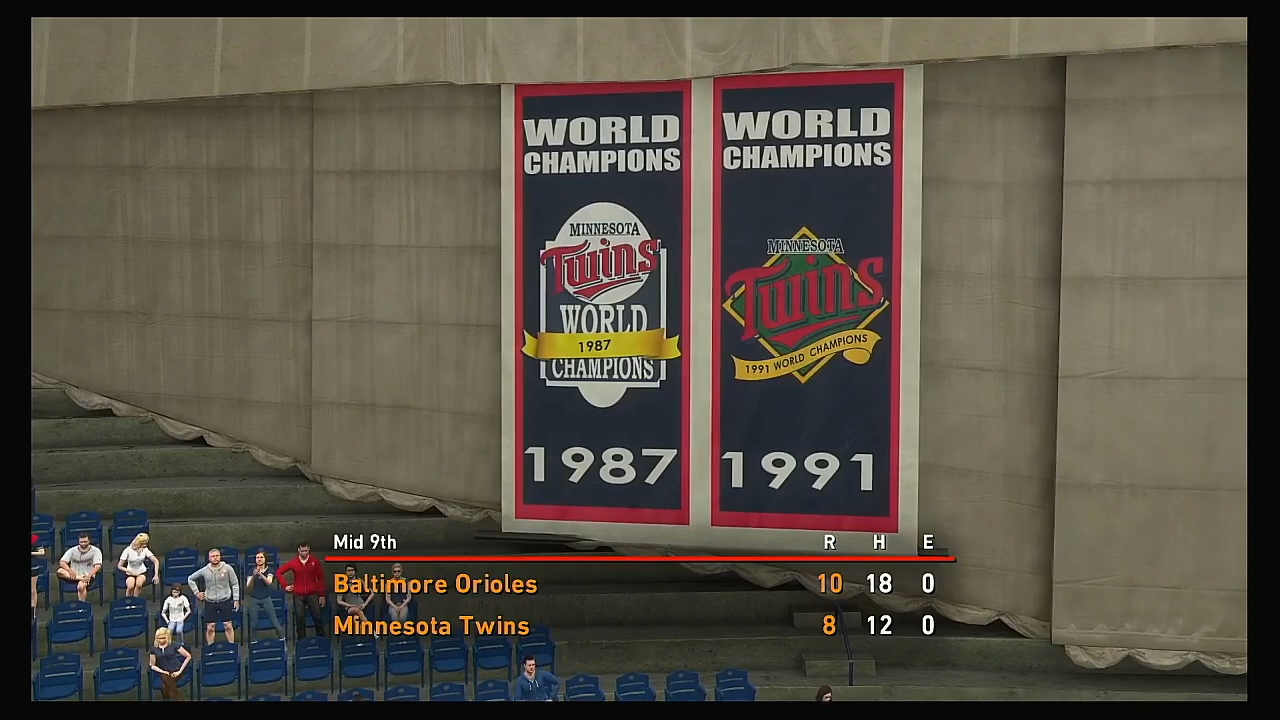 WORLD
CHAMPIONS
MINNESOTA
Twins
WORLD
1987
CHAMPIONS
1987
WORLD
CHAMPIONS
MINNESOTA
Twins
1991 WORLD CHAMPIONS
1991
Mid 9th R H E
Baltimore Orioles 10 18 0
Minnesota Twins 8 12 0